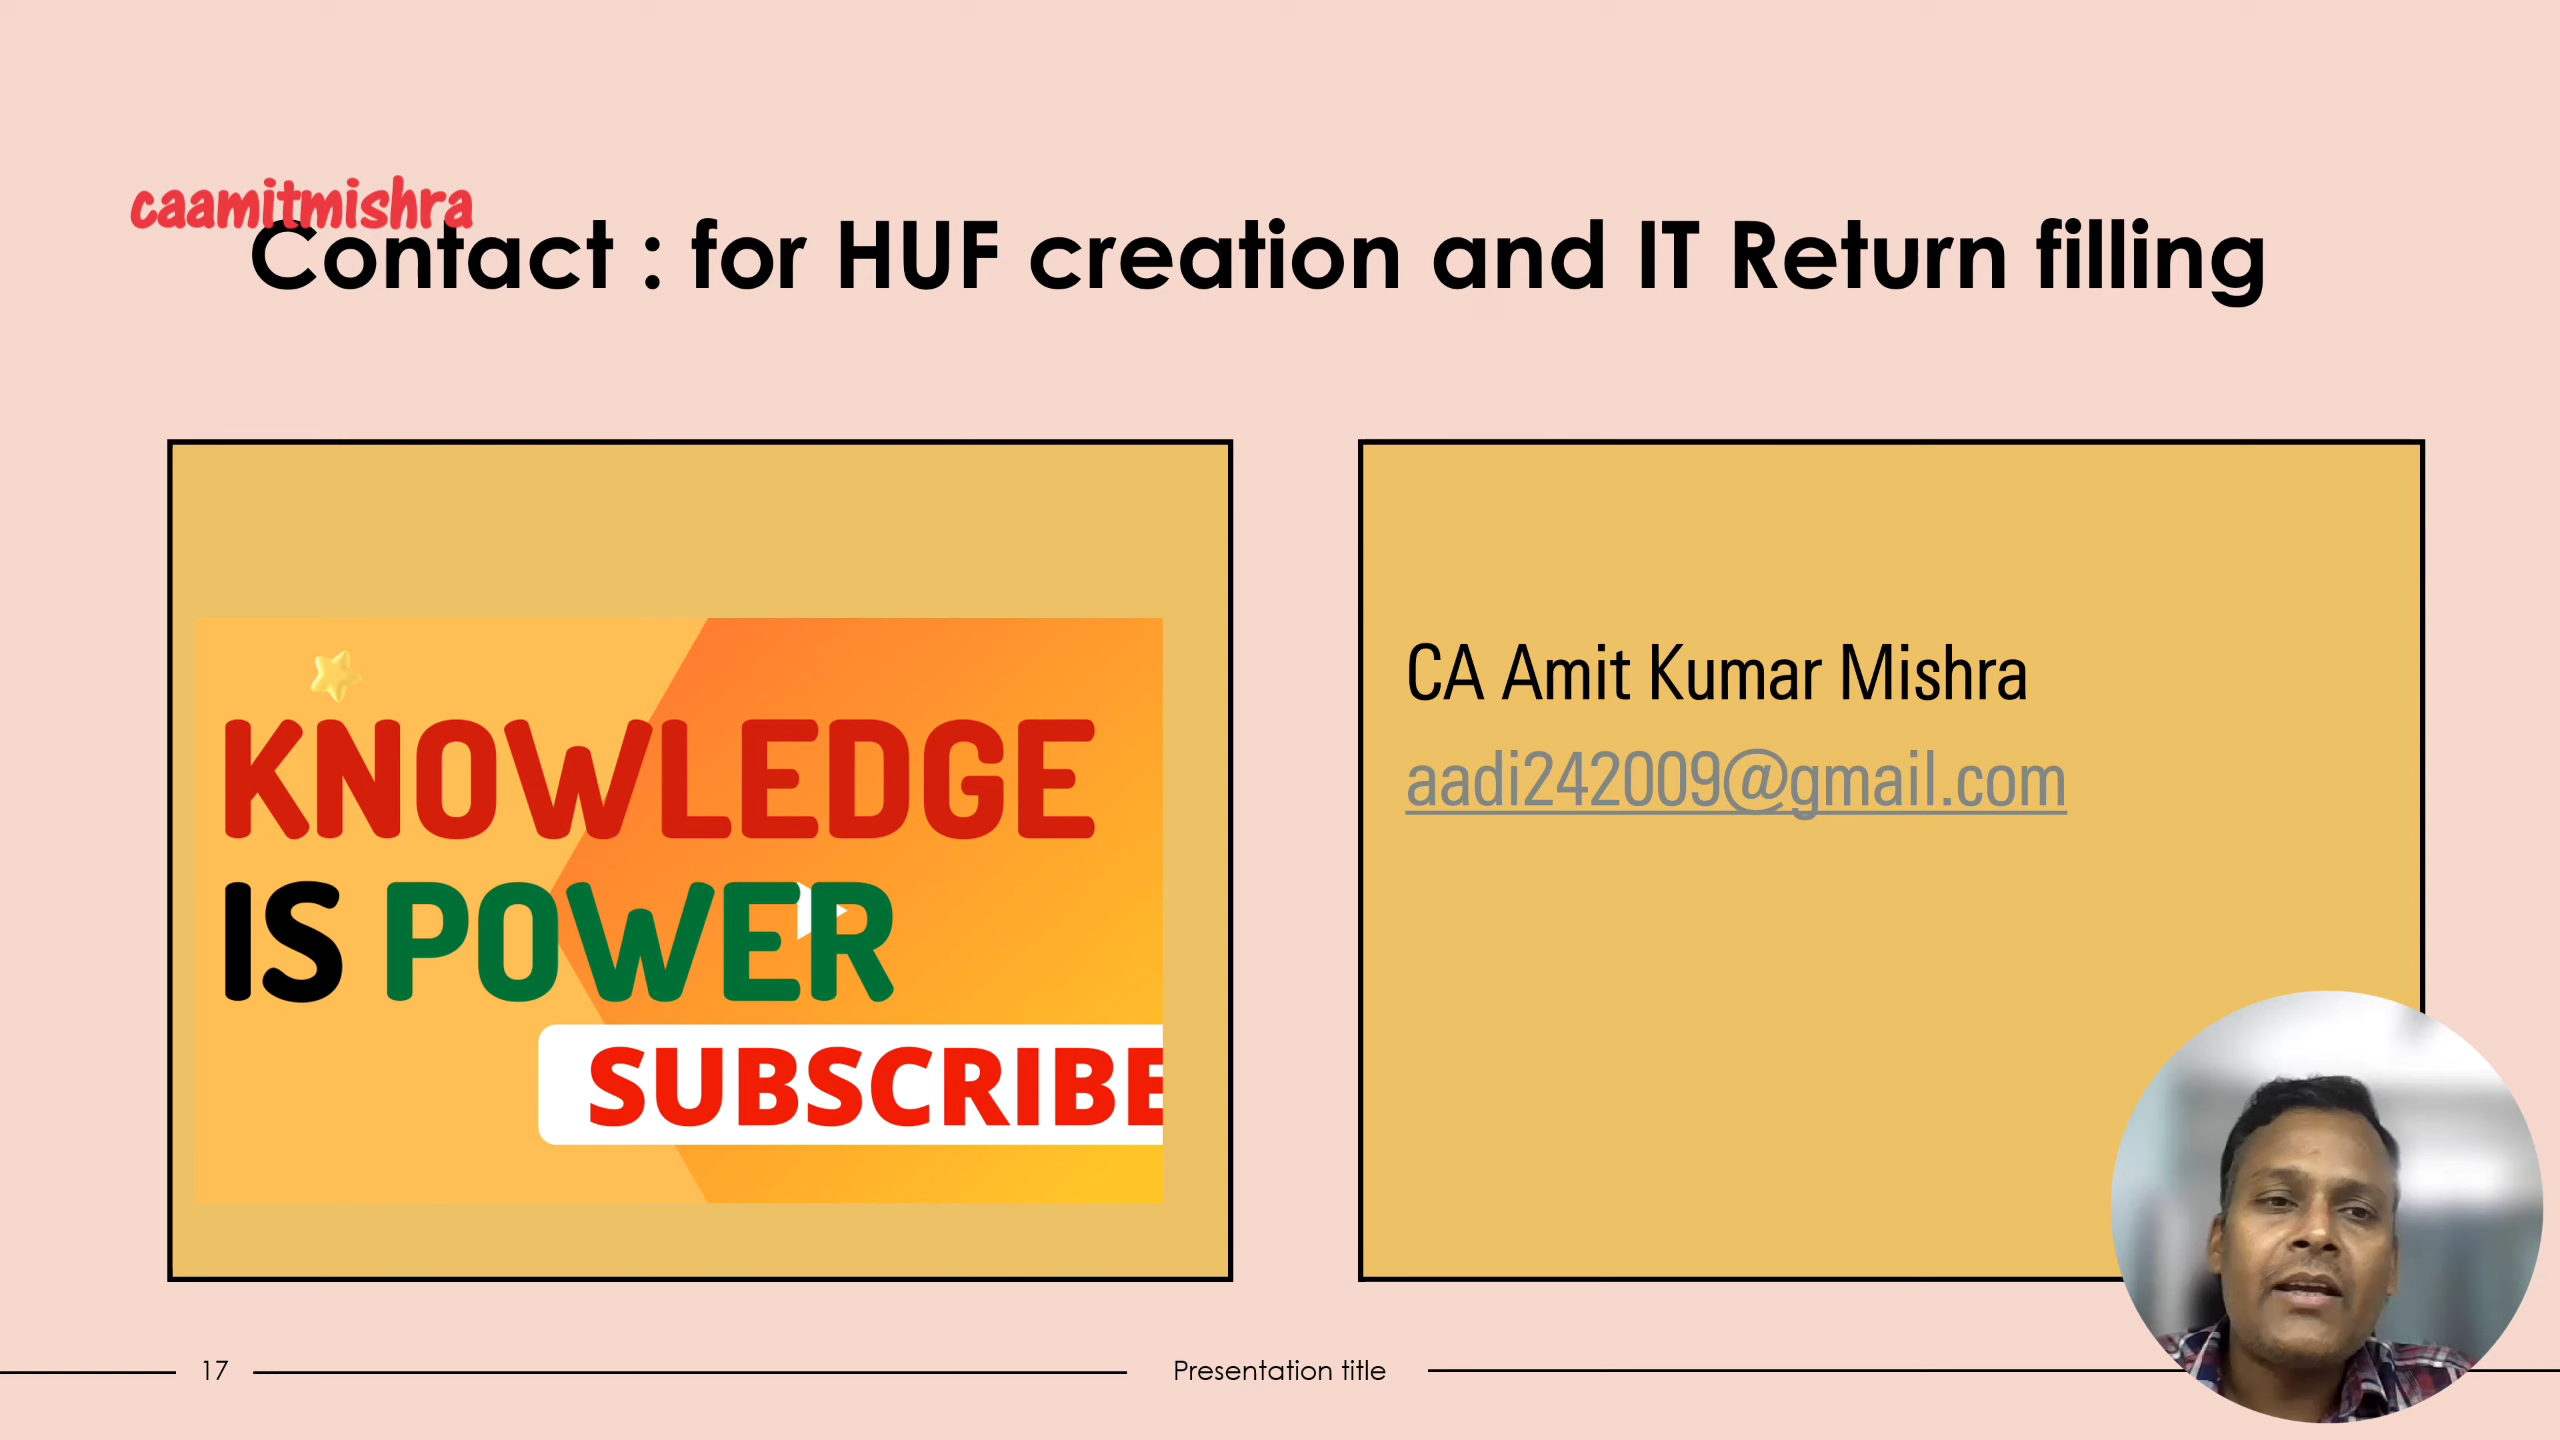 caamitmishra
Contact : for HUF creation and IT Return filling
KNOWLEDGE
IS POWER
SUBSCRIBE
CA Amit Kumar Mishra
aadi242009@gmail.com
17
Presentation title